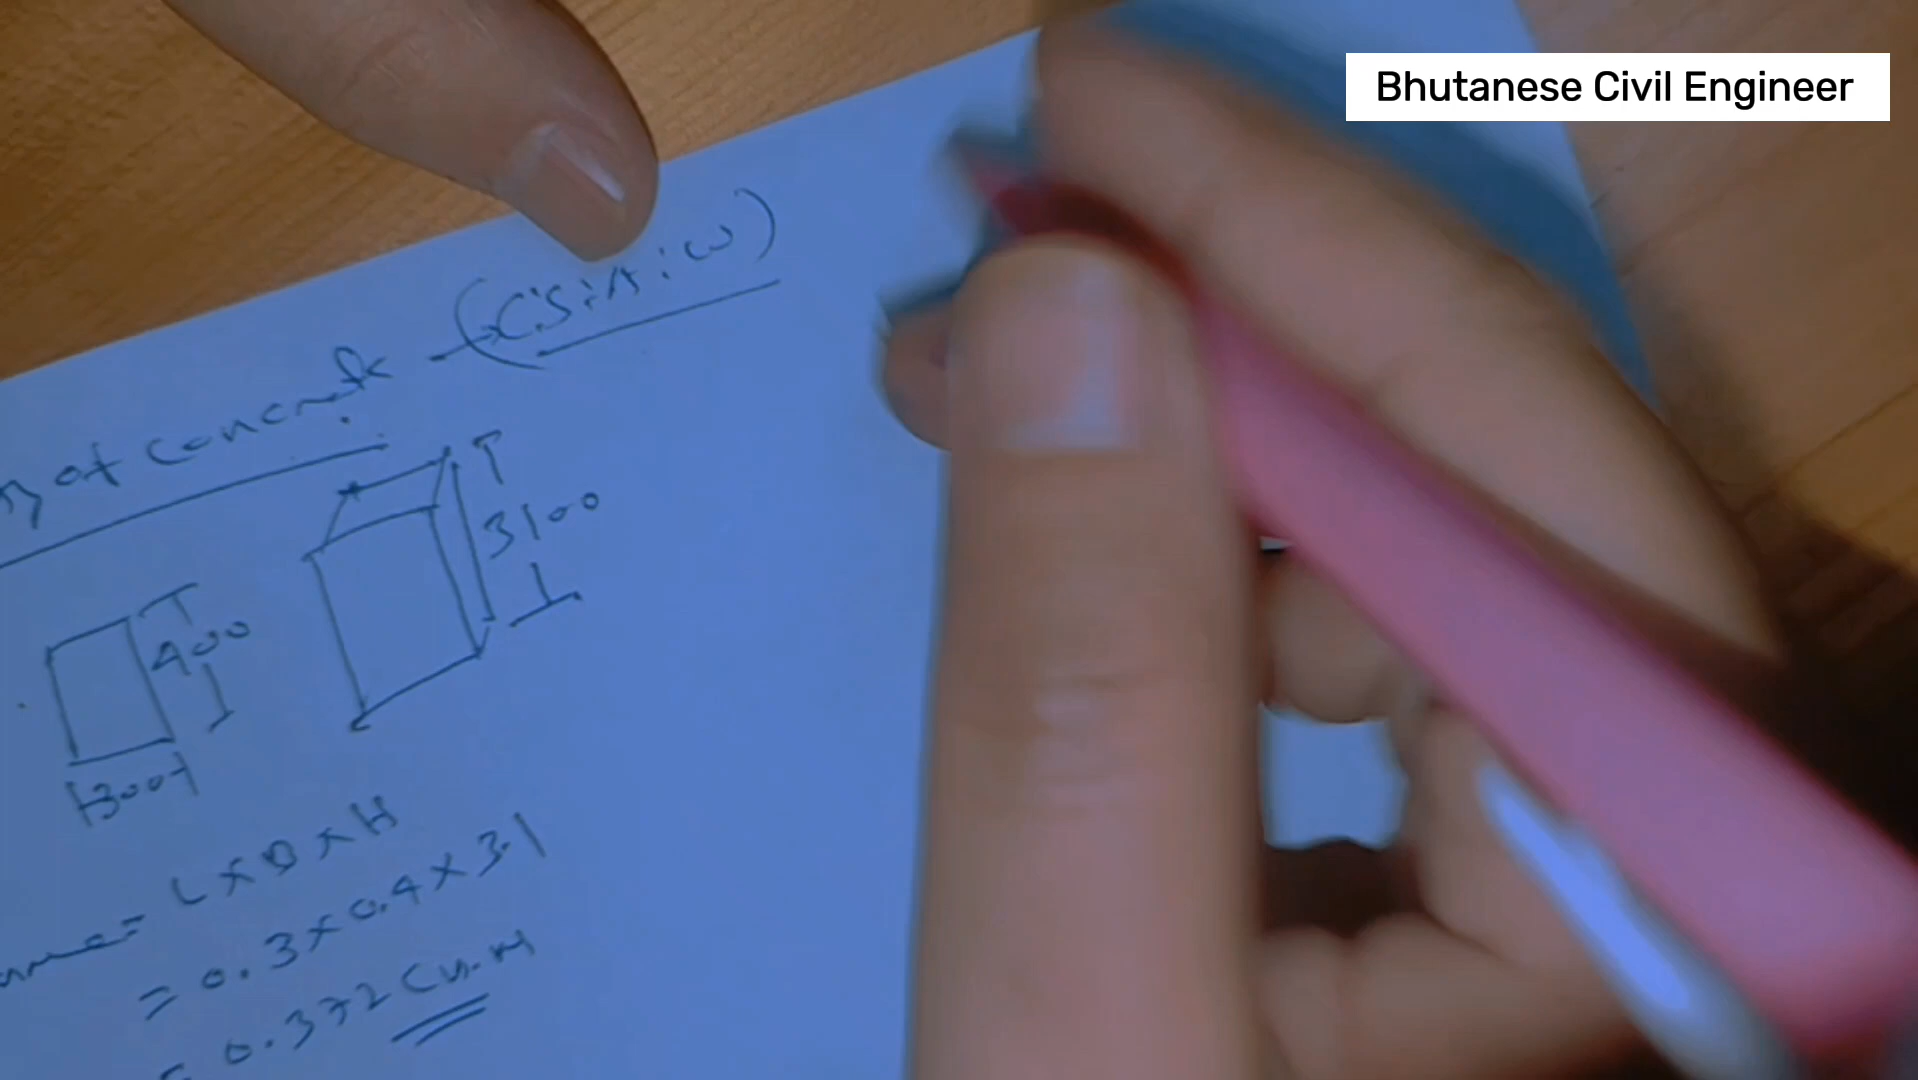 Bhutanese Civil Engineer
of concrete → (C:S:A:W)
400
300
3100
L×B×H
= 0.3×0.4×3.1
= 0.372 Cu.M